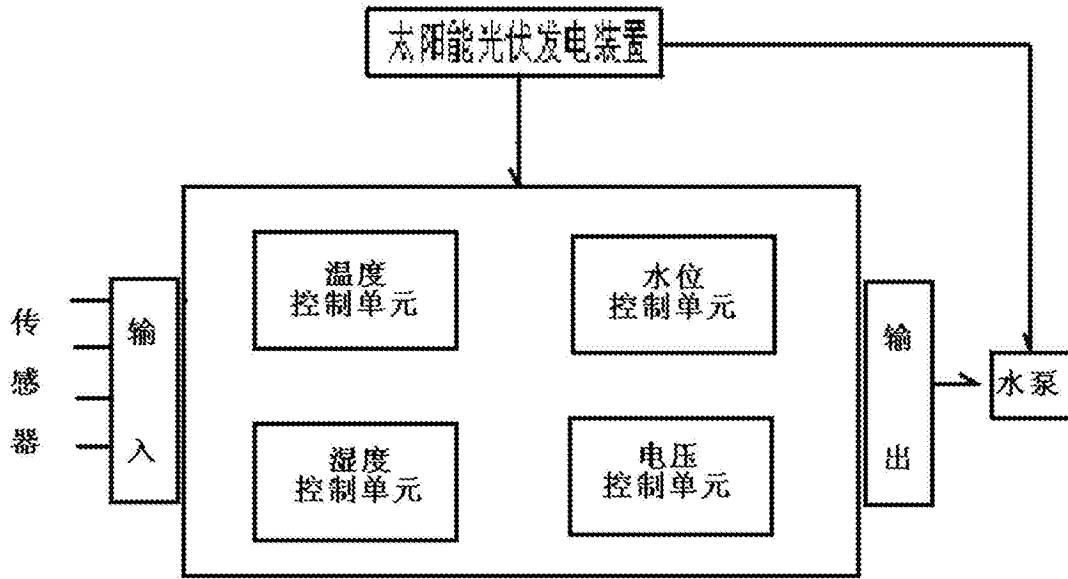 太阳能光伏发电装置
温度
控制单元
水位
控制单元
传感器
输入
输出
水泵
湿度
控制单元
电压
控制单元